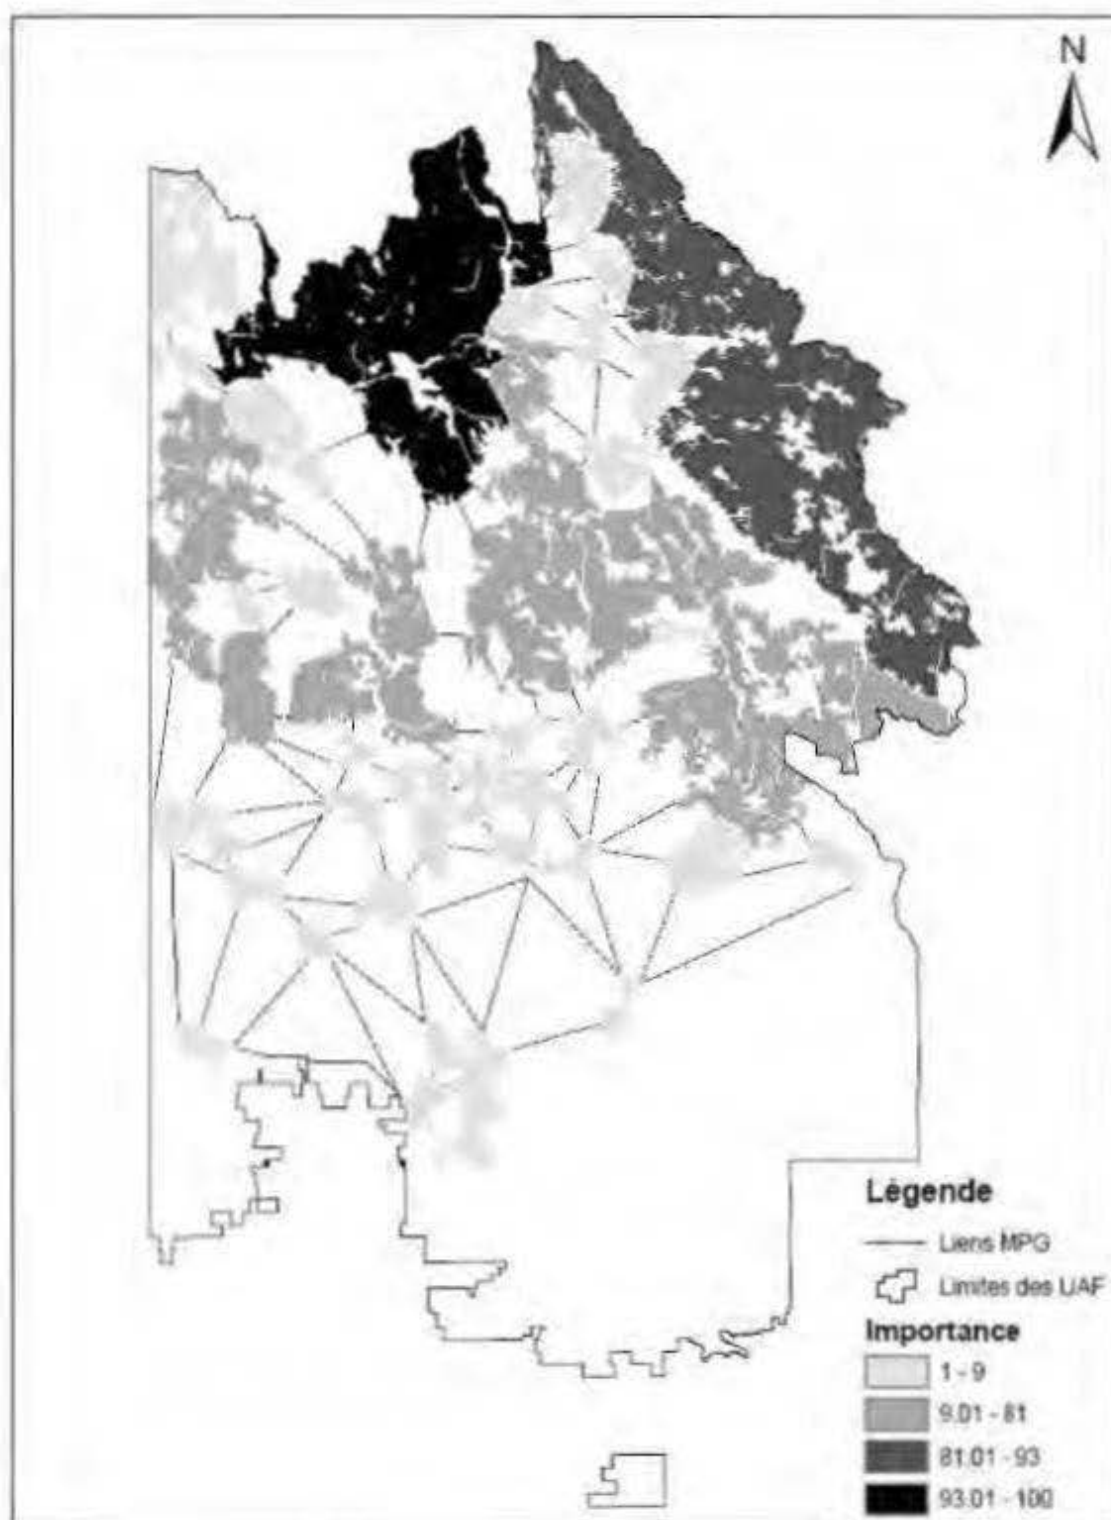 N
Légende
Liens MPG
Limites des UAF
Importance
1 - 9
9.01 - 81
81.01 - 93
93.01 - 100